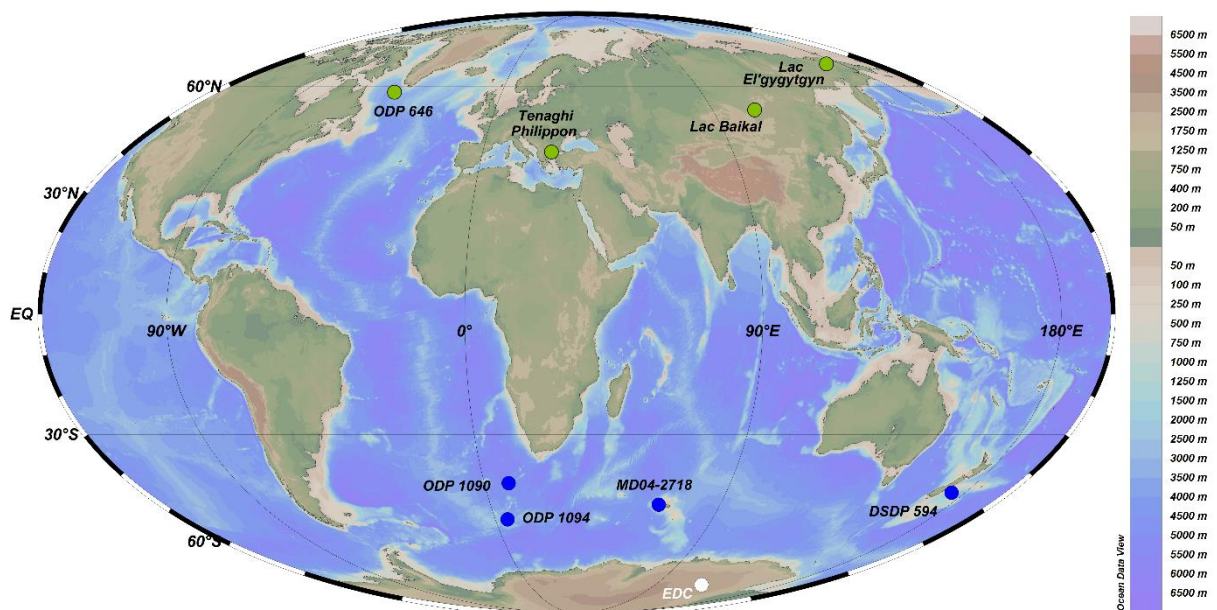 60°N
30°N
EQ
30°S
60°S
90°W
0°
90°E
180°E
ODP 646
Tenaghi
Philippon
Lac
El'gygytgyn
Lac Baikal
ODP 1090
ODP 1094
MD04-2718
DSDP 594
EDC
Ocean Data View
6500 m
5500 m
4500 m
3500 m
2500 m
1750 m
1250 m
750 m
400 m
200 m
50 m
50 m
100 m
250 m
500 m
750 m
1000 m
1250 m
2000 m
2500 m
3000 m
3500 m
4000 m
4500 m
5000 m
5500 m
6000 m
6500 m